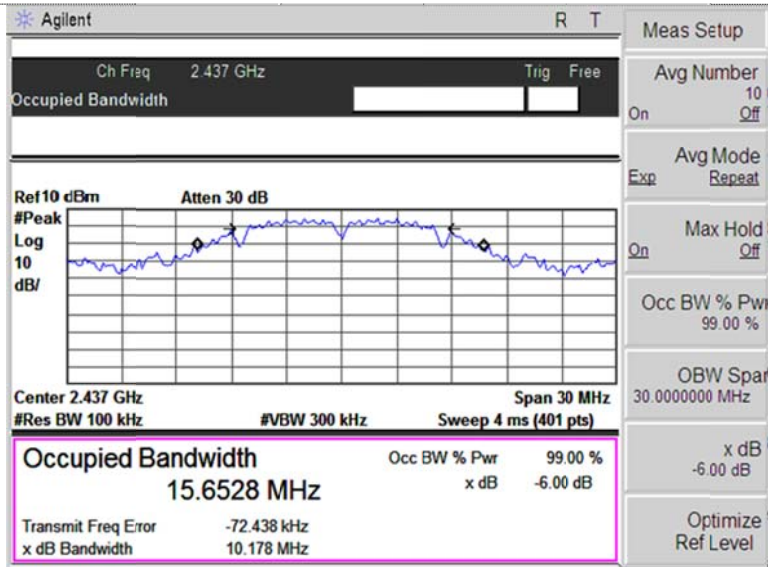 Agilent R T
Ch Freq 2.437 GHz Trig Free
Occupied Bandwidth
Ref 10 dBm Atten 30 dB
#Peak
Log
10
dB/
Center 2.437 GHz Span 30 MHz
#Res BW 100 kHz #VBW 300 kHz Sweep 4 ms (401 pts)
Occupied Bandwidth Occ BW % Pwr 99.00 %
15.6528 MHz x dB -6.00 dB
Transmit Freq Error -72.438 kHz
x dB Bandwidth 10.178 MHz
Meas Setup
Avg Number
10
On Off
Avg Mode
Exp Repeat
Max Hold
On Off
Occ BW % Pwr
99.00 %
OBW Span
30.0000000 MHz
x dB
-6.00 dB
Optimize
Ref Level